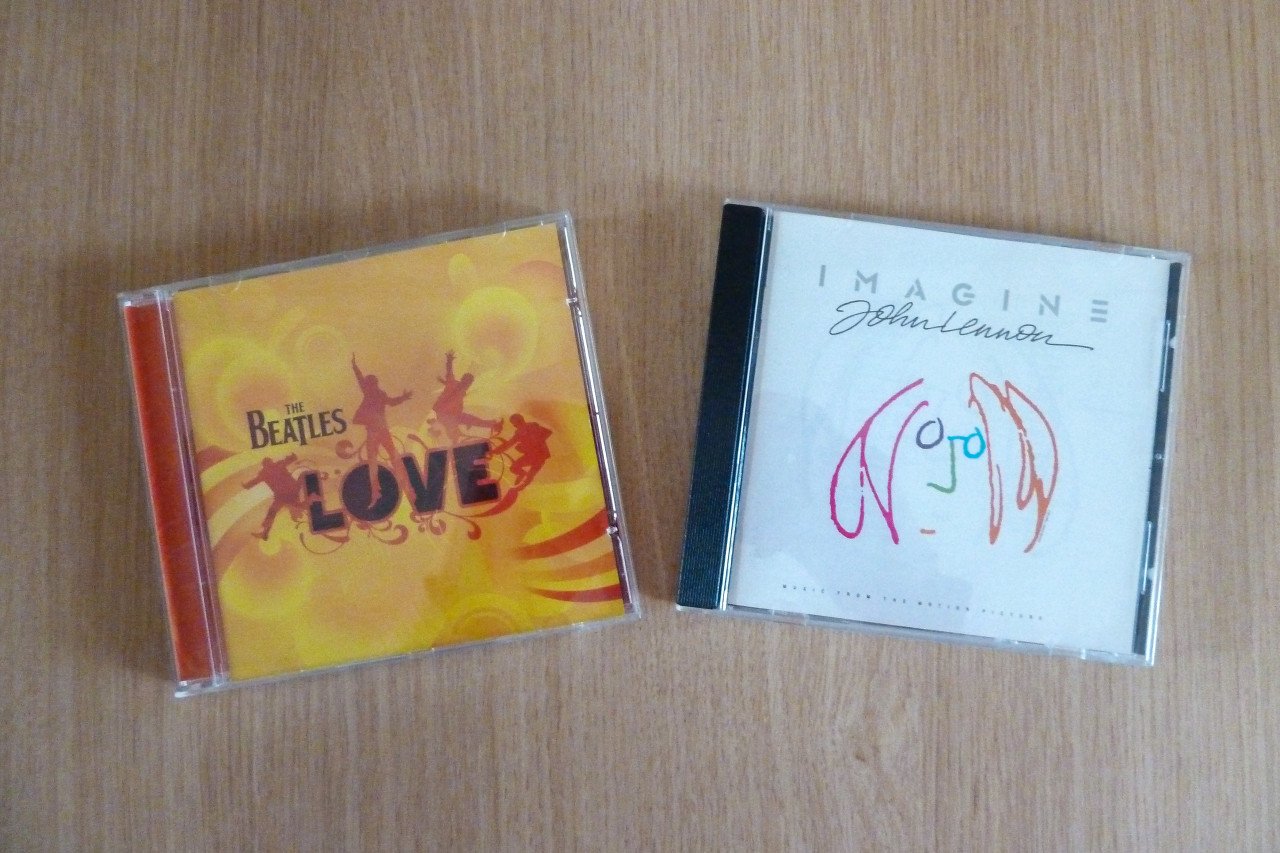 THE
BEATLES
LOVE
IMAGINE
John Lennon
MUSIC FROM THE MOTION PICTURE